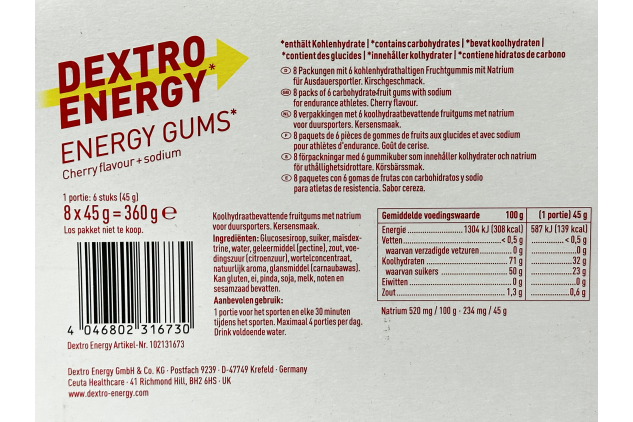 DEXTRO
ENERGY*
ENERGY GUMS*
Cherry flavour + sodium
1 portie: 6 stuks (45 g)
8 x 45 g = 360 g e
Los pakket niet te koop.
4 046802 316730
Dextro Energy Artikel-Nr. 102131673
Dextro Energy GmbH & Co. KG · Postfach 9239 · D-47749 Krefeld · Germany
Ceuta Healthcare · 41 Richmond Hill, BH2 6HS · UK
www.dextro-energy.com
*enthält Kohlenhydrate | *contains carbohydrates | *bevat koolhydraten |
*contient des glucides | *innehåller kolhydrater | *contiene hidratos de carbono
8 Packungen mit 6 kohlenhydrathaltigen Fruchtgummis mit Natrium
für Ausdauersportler. Kirschgeschmack.
8 packs of 6 carbohydrate-fruit gums with sodium
for endurance athletes. Cherry flavour.
8 verpakkingen met 6 koolhydraatbevattende fruitgums met natrium
voor duursporters. Kersensmaak.
8 paquets de 6 pièces de gommes de fruits aux glucides et avec sodium
pour athlètes d'endurance. Goût de cerise.
8 förpackningar med 6 gummikuber som innehåller kolhydrater och natrium
för uthållighetsidrottare. Körsbärssmak.
8 paquetes con 6 gomas de frutas con carbohidratos y sodio
para atletas de resistencia. Sabor cereza.
Koolhydraatbevattende fruitgums met natrium
voor duursporters. Kersensmaak.
Ingrediënten: Glucosesiroop, suiker, maïsdex-
trine, water, geleermiddel (pectine), zout, voe-
dingszuur (citroenzuur), wortelconcentraat,
natuurlijk aroma, glansmiddel (carnaubawas).
Kan gluten, ei, pinda, soja, melk, noten en
sesamzaad bevatten.
Aanbevolen gebruik:
1 portie voor het sporten en elke 30 minuten
tijdens het sporten. Maximaal 4 porties per dag.
Drink voldoende water.
Gemiddelde voedingswaarde 100 g (1 portie) 45 g
Energie 1304 kJ (308 kcal) 587 kJ (139 kcal)
Vetten < 0,5 g < 0,5 g
waarvan verzadigde vetzuren 0 g 0 g
Koolhydraten 71 g 32 g
waarvan suikers 50 g 23 g
Eiwitten 0 g 0 g
Zout 1,3 g 0,6 g
Natrium 520 mg / 100 g · 234 mg / 45 g